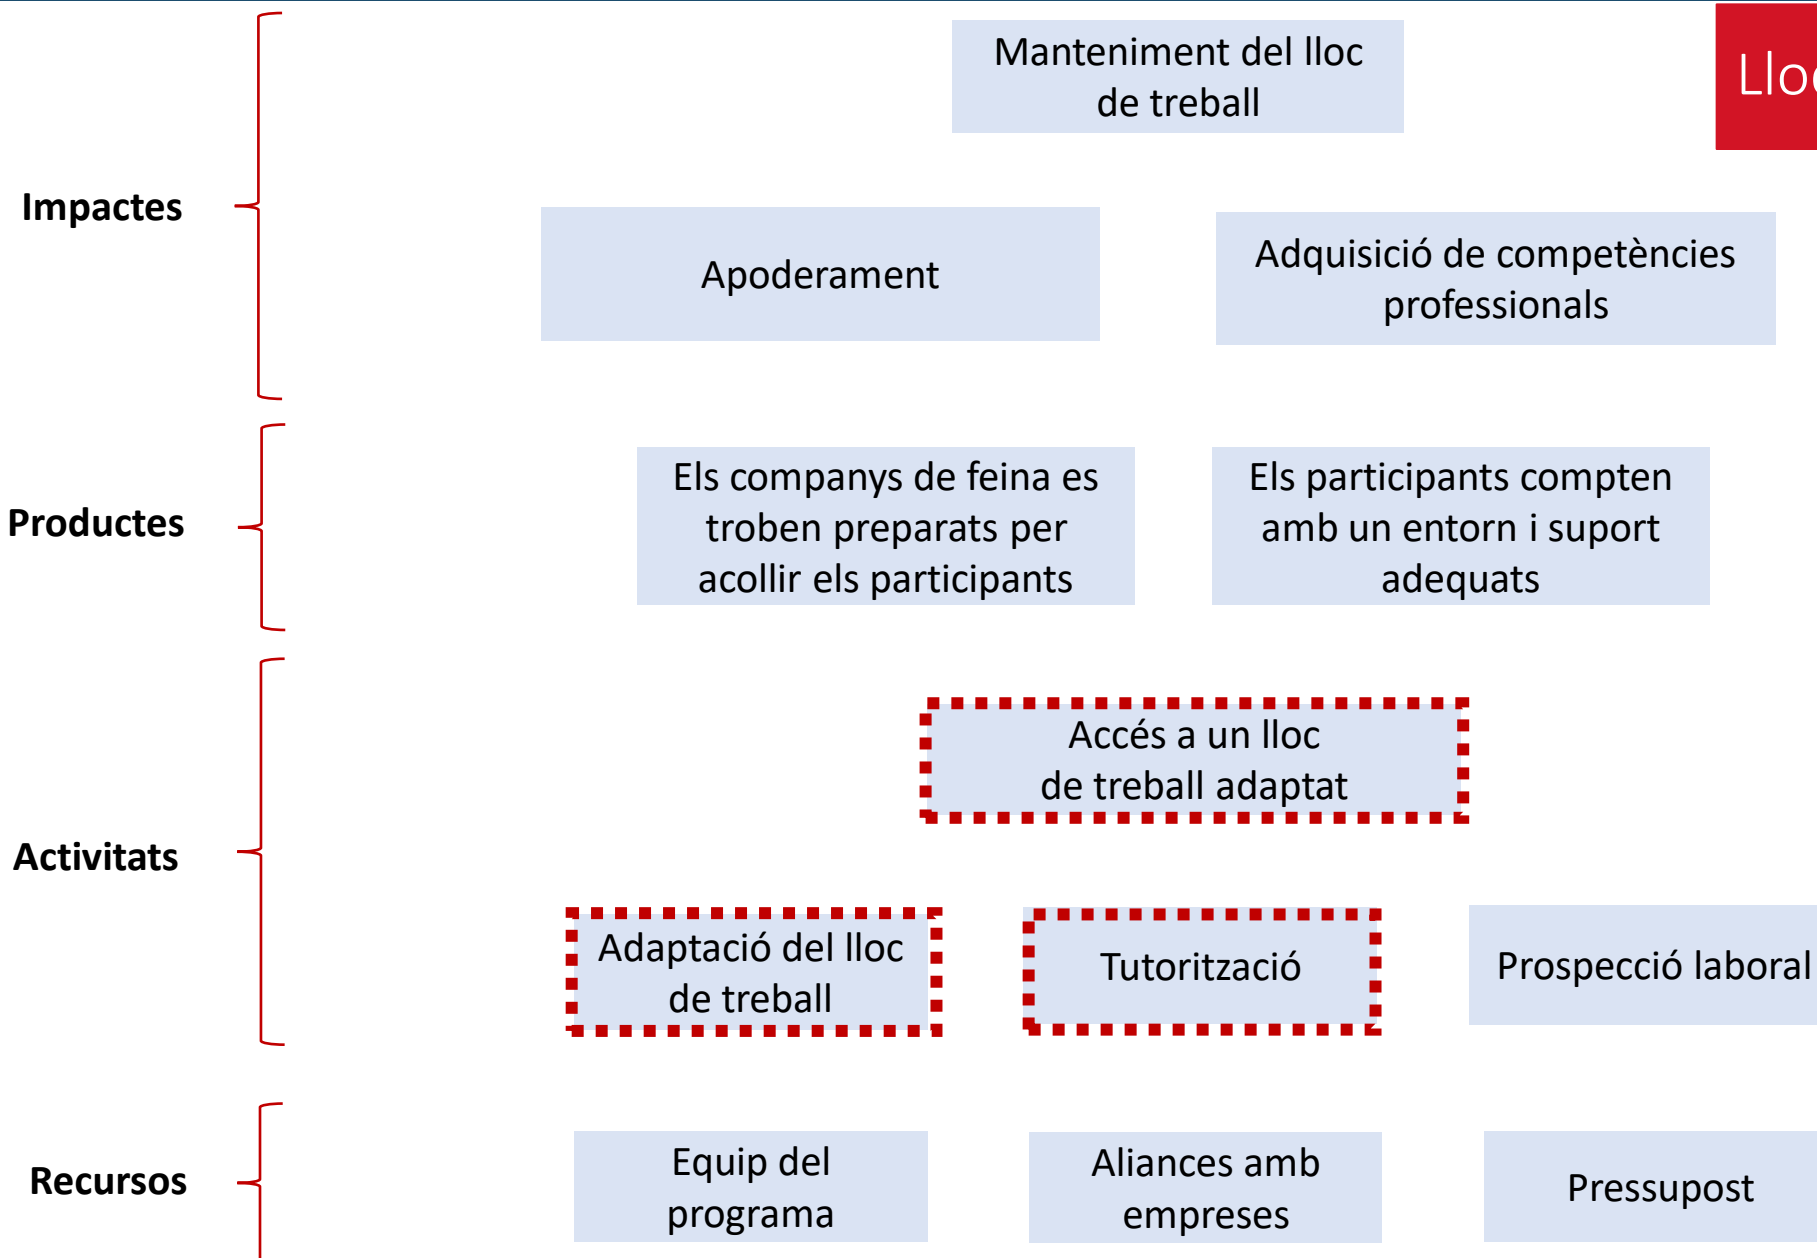 Manteniment del lloc
de treball
Impactes
Apoderament
Adquisició de competències
professionals
Productes
Els companys de feina es
troben preparats per
acollir els participants
Els participants compten
amb un entorn i suport
adequats
Activitats
Accés a un lloc
de treball adaptat
Adaptació del lloc
de treball
Tutorització
Prospecció laboral
Recursos
Equip del
programa
Aliances amb
empreses
Pressupost